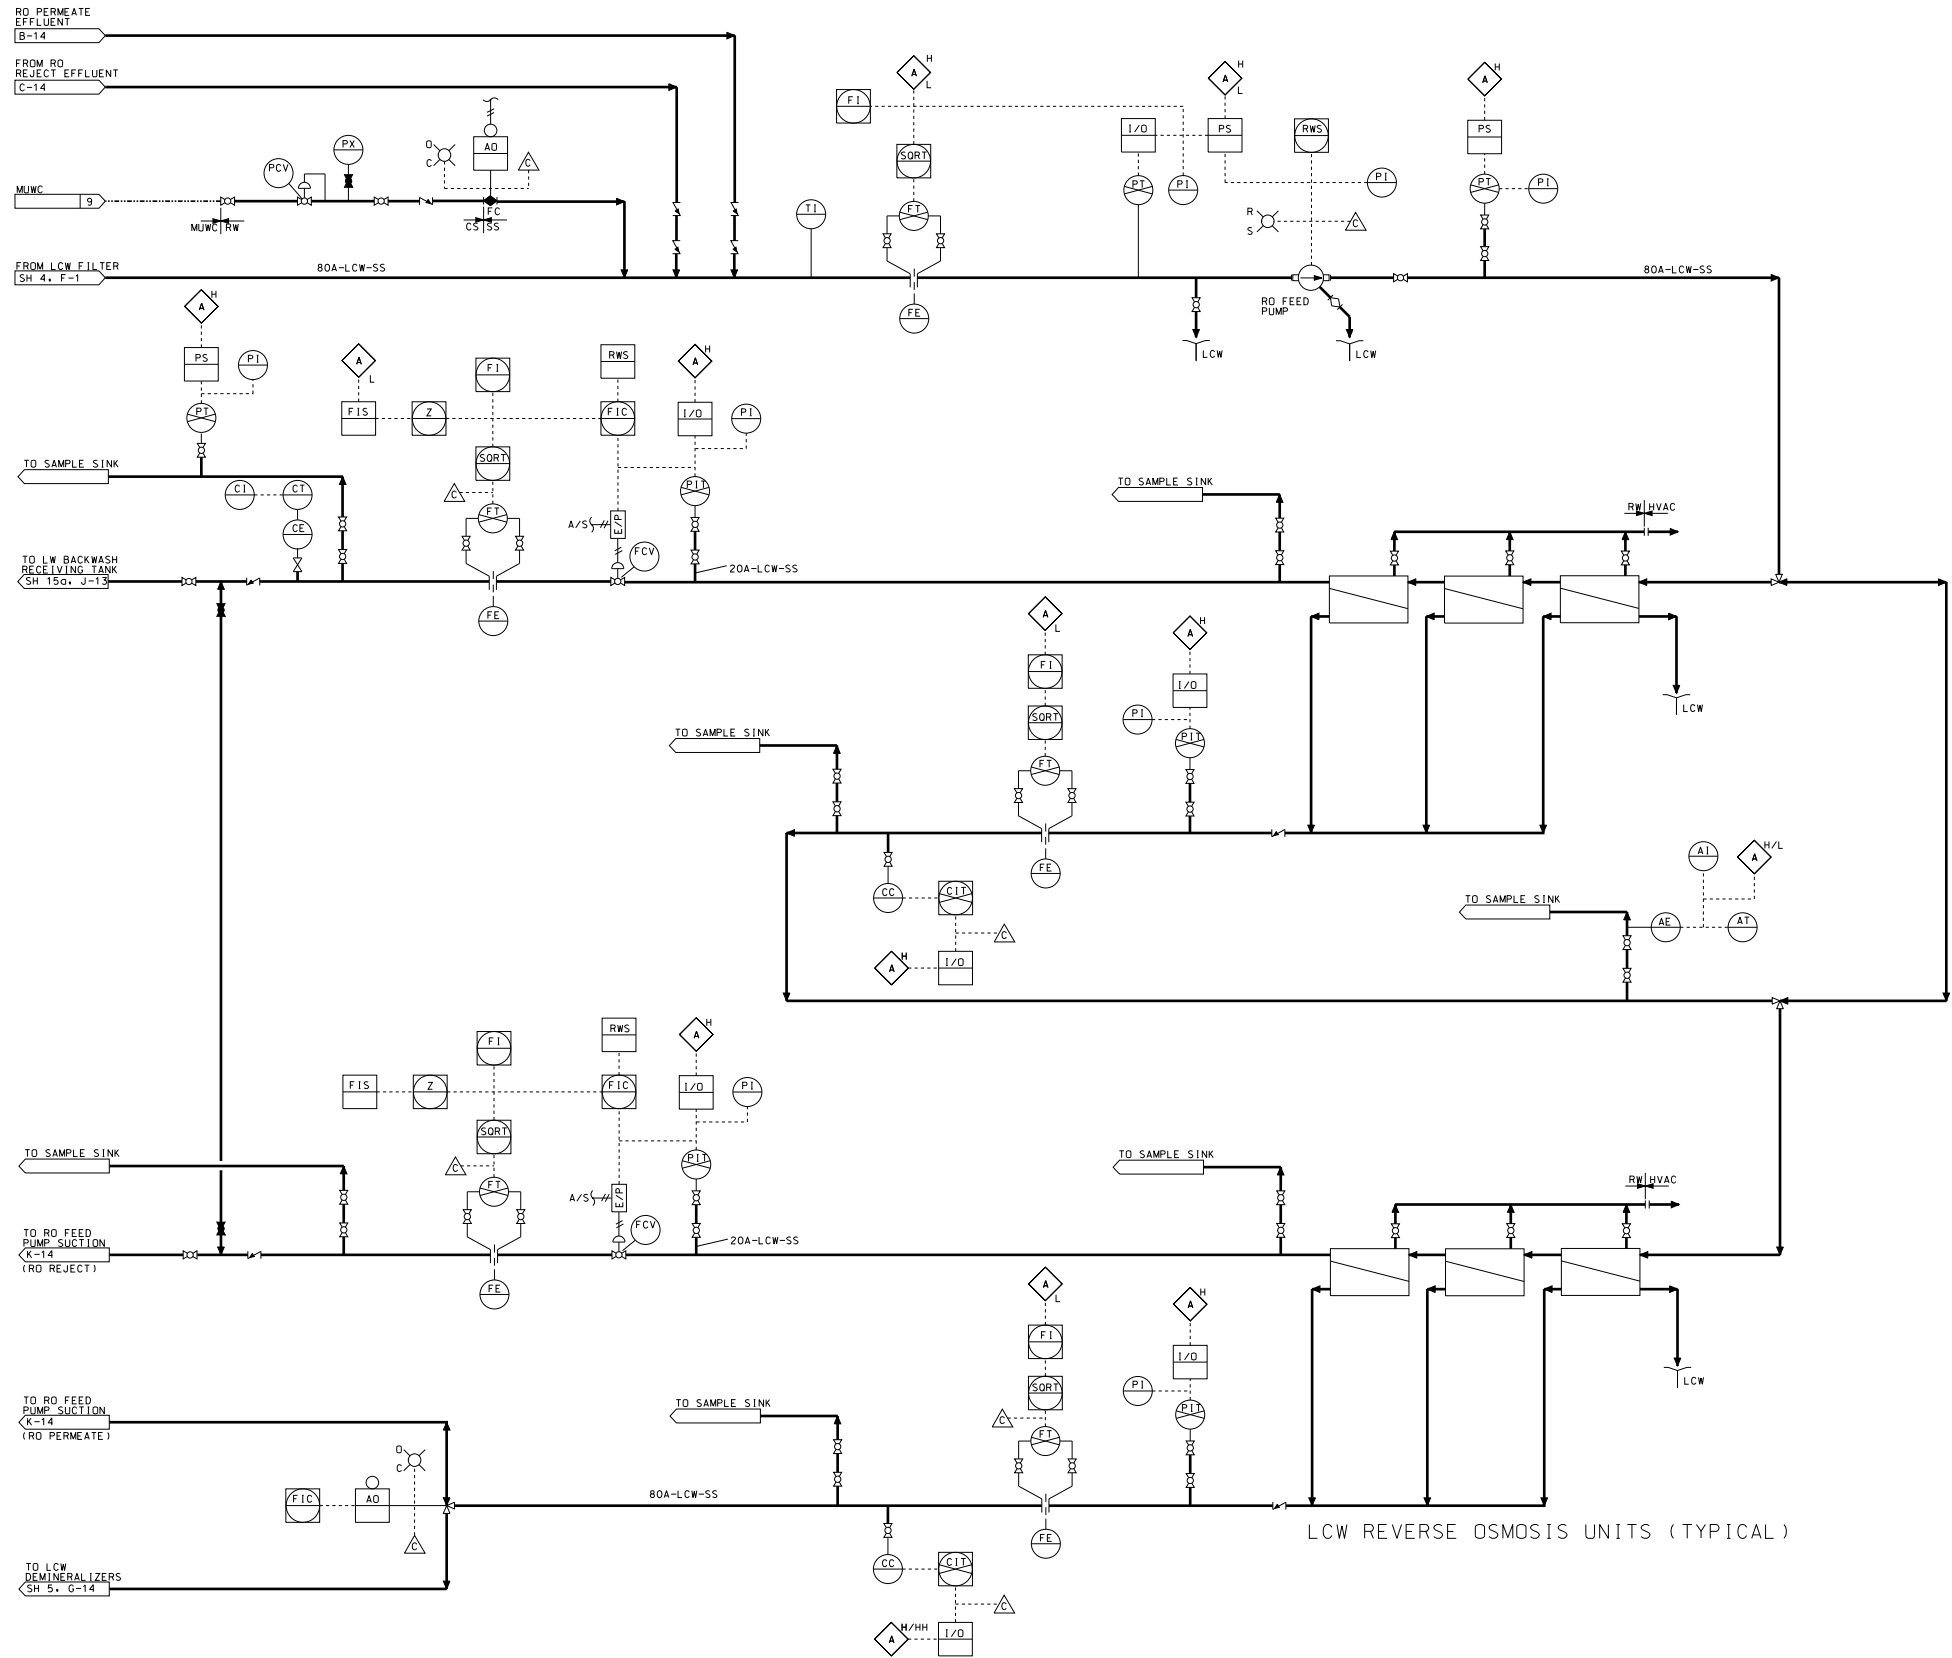 RO PERMEATE
EFFLUENT
B-14
FROM RO
REJECT EFFLUENT
C-14
H
A
L
H
A
L
H
A
FI
I/O
PS
RWS
PS
O
C
AO
C
PX
PCV
SQRT
PT
PI
PI
PT
PI
MUWC
9
FC
MUWC RW
CS SS
TI
FT
R
S
C
FROM LCW FILTER
SH 4, F-1
80A-LCW-SS
80A-LCW-SS
RO FEED
PUMP
FE
LCW
LCW
H
A
PS
PI
PT
A
L
FIS
Z
FI
SQRT
C
FT
RWS
FIC
H
A
I/O
PI
PIT
TO SAMPLE SINK
CI
CT
CE
A/S
E/P
FCV
TO SAMPLE SINK
RW HVAC
TO LW BACKWASH
RECEIVING TANK
SH 15a, J-13
20A-LCW-SS
FE
A
L
H
A
FI
I/O
SQRT
PI
PIT
FT
LCW
TO SAMPLE SINK
FE
CC
CIT
C
H
A
I/O
AI
H/L
A
TO SAMPLE SINK
AE
AT
FI
RWS
H
A
FIS
Z
FIC
I/O
PI
SQRT
C
PIT
FT
A/S
E/P
FCV
TO SAMPLE SINK
TO SAMPLE SINK
RW HVAC
TO RO FEED
PUMP SUCTION
K-14
(RO REJECT)
20A-LCW-SS
FE
A
L
H
A
FI
I/O
SQRT
PI
C
PIT
FT
LCW
TO RO FEED
PUMP SUCTION
K-14
(RO PERMEATE)
TO SAMPLE SINK
O
C
FIC
AO
C
80A-LCW-SS
LCW REVERSE OSMOSIS UNITS (TYPICAL)
FE
TO LCW
DEMINERALIZERS
SH 5, G-14
CC
CIT
C
H/HH
A
I/O